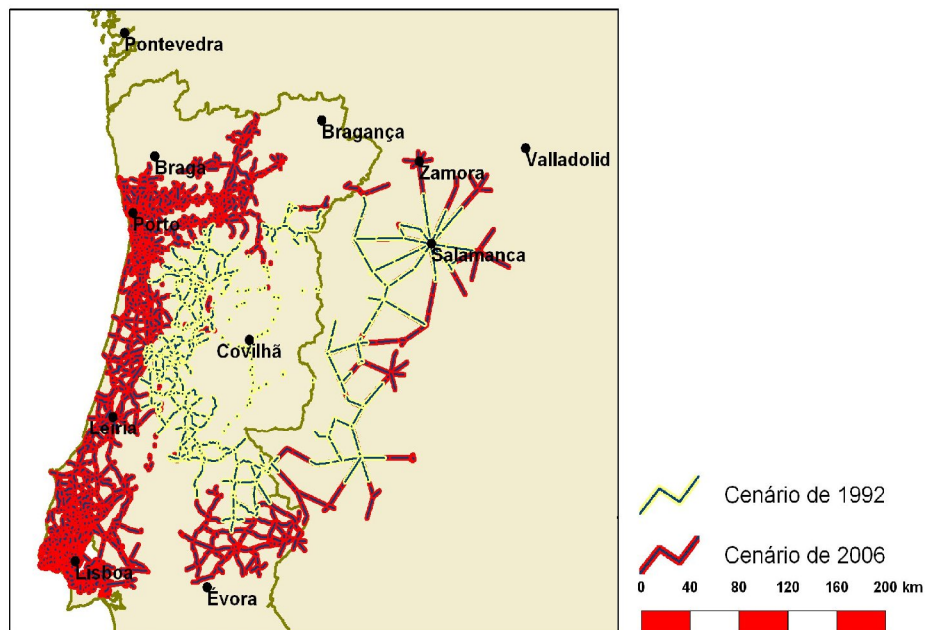 Pontevedra
Bragança
Braga
Zamora
Valladolid
Porto
Salamanca
Covilhã
Leiria
Lisboa
Évora
Cenário de 1992
Cenário de 2006
0 40 80 120 160 200 km